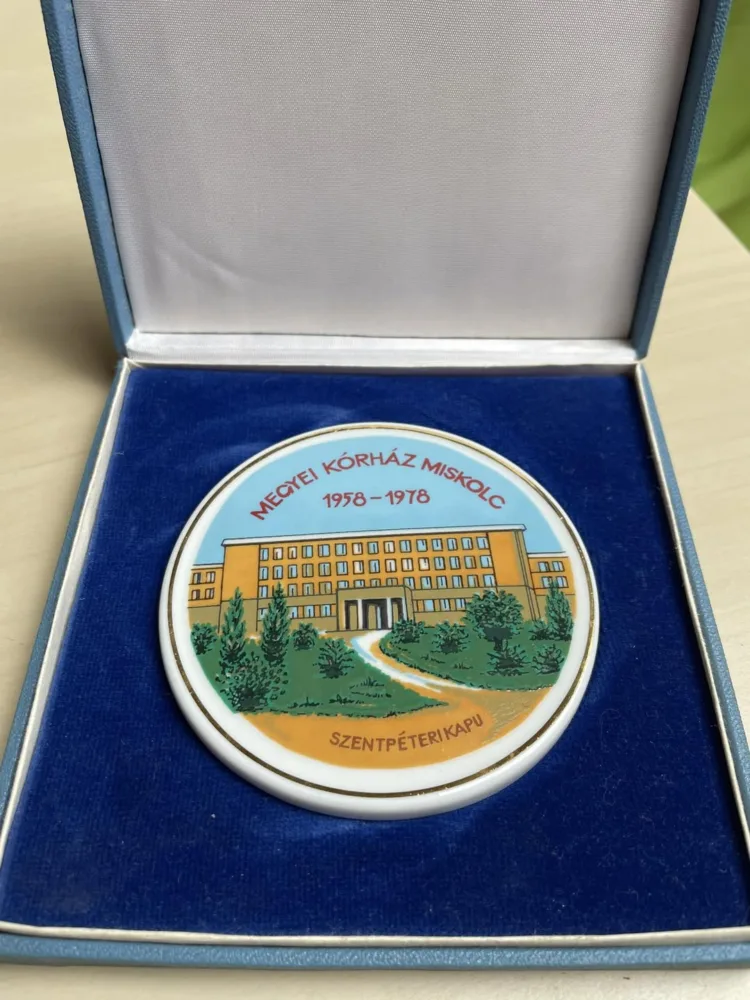 MEGYEI KÓRHÁZ MISKOLC
1958-1978
SZENTPÉTERI KAPU